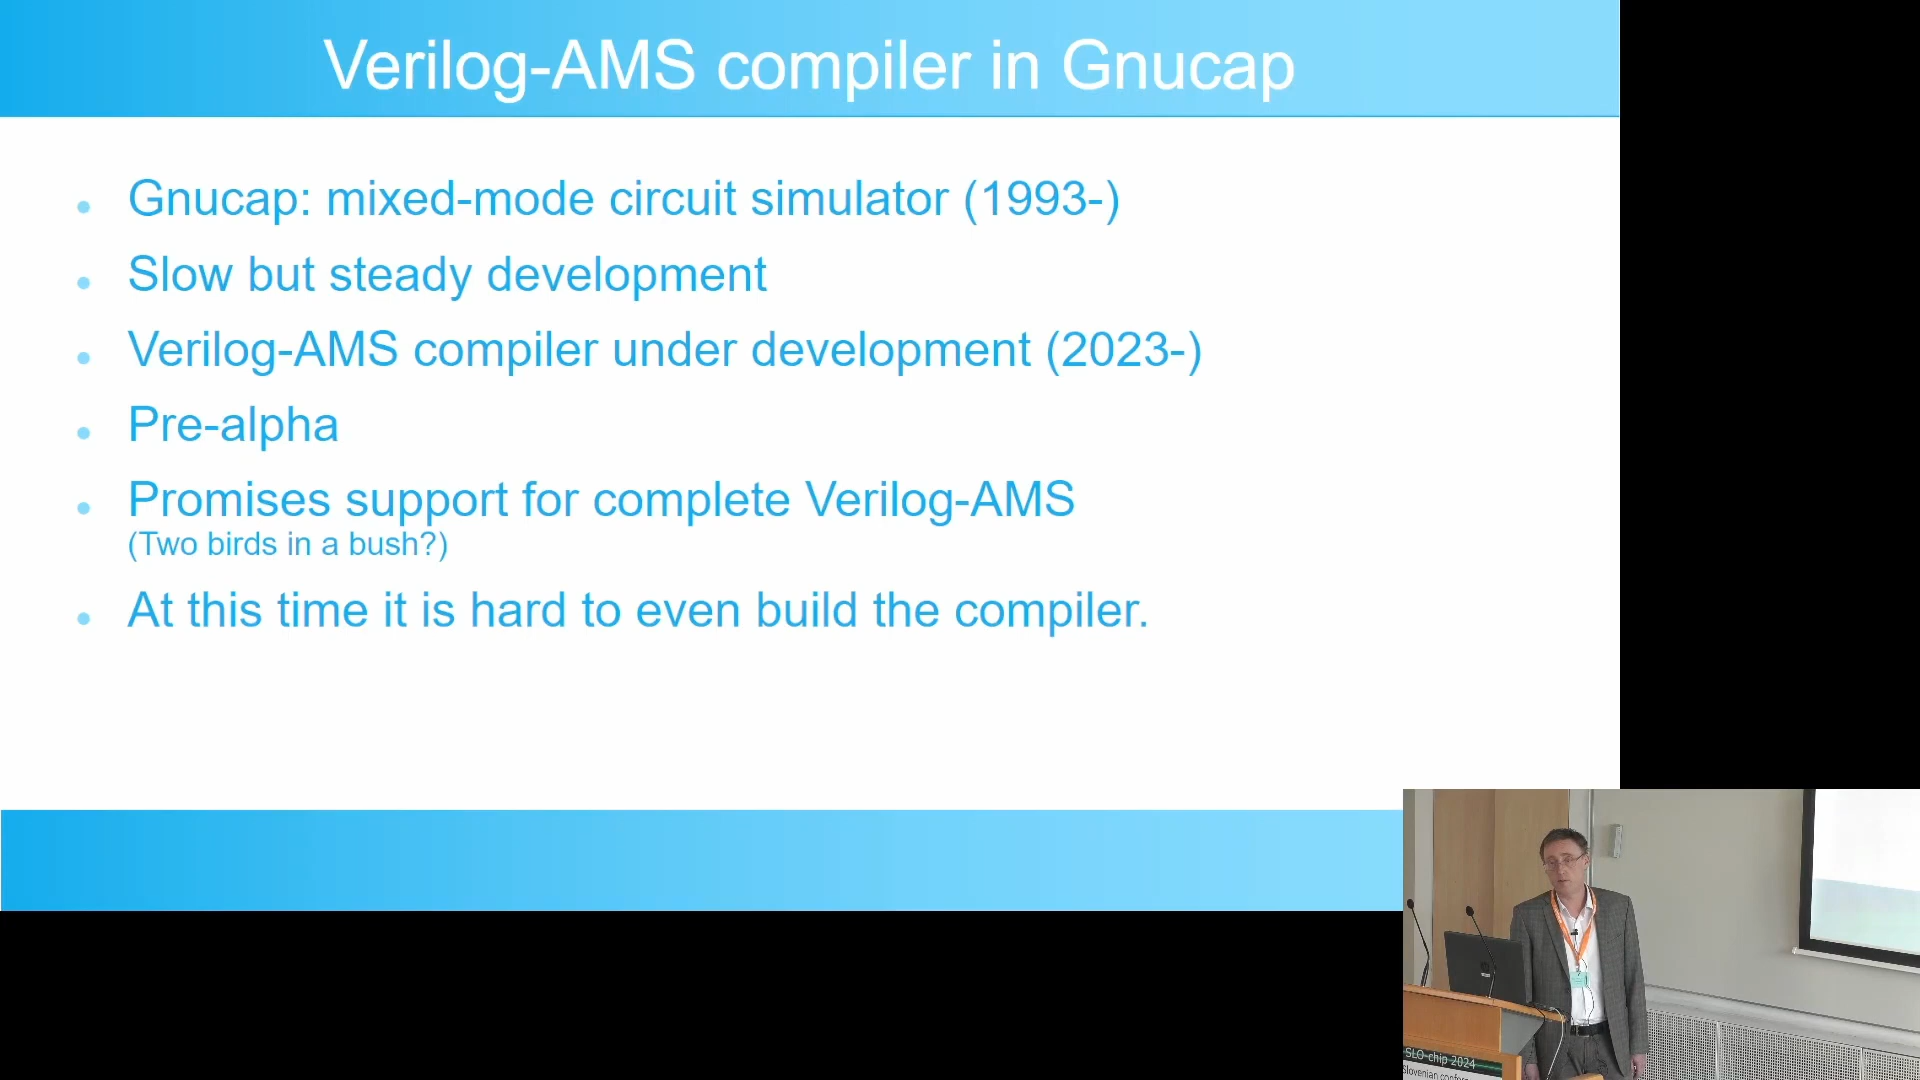 Verilog-AMS compiler in Gnucap
Gnucap: mixed-mode circuit simulator (1993-)
Slow but steady development
Verilog-AMS compiler under development (2023-)
Pre-alpha
Promises support for complete Verilog-AMS
(Two birds in a bush?)
At this time it is hard to even build the compiler.
SLO-chip 2024
Slovenian